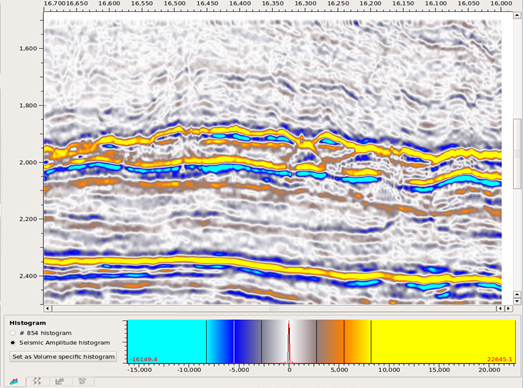 16.700 16.650 16.600 16.550 16.500 16.450 16.400 16.350 16.300 16.250 16.200 16.150 16.100 16.050 16.000
1,600
1,800
2,000
2,200
2,400
Histogram
# 854 histogram
Seismic Amplitude histogram
Set as Volume specific histogram
-16149.4 22645.1
-15,000 -10,000 -5,000 0 5,000 10,000 15,000 20,000